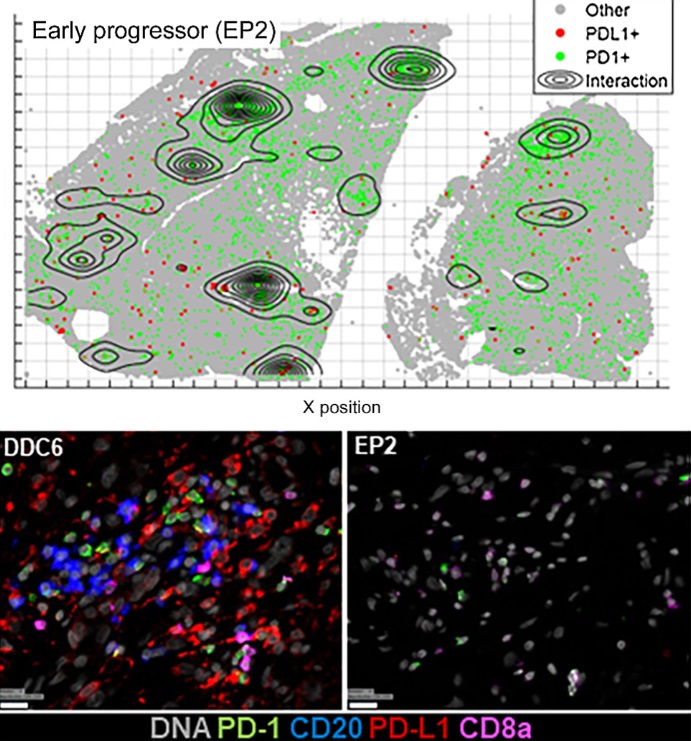 Early progressor (EP2)
Other
PDL1+
PD1+
Interaction
X position
DDC6
EP2
DNA PD-1 CD20 PD-L1 CD8a